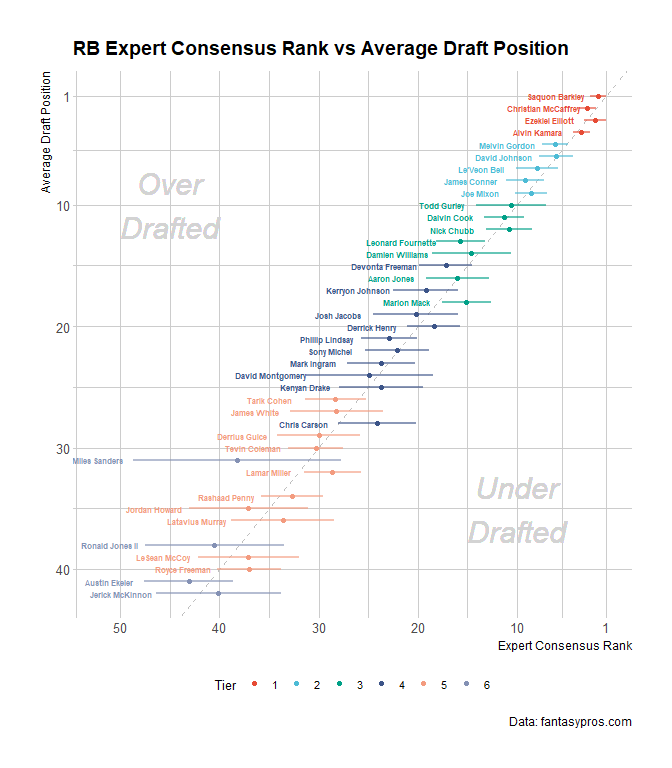 RB Expert Consensus Rank vs Average Draft Position
Average Draft Position
1
10
20
30
40
Over
Drafted
Under
Drafted
Saquon Barkley
Christian McCaffrey
Ezekiel Elliott
Alvin Kamara
Melvin Gordon
David Johnson
Le'Veon Bell
James Conner
Joe Mixon
Todd Gurley
Dalvin Cook
Nick Chubb
Leonard Fournette
Damien Williams
Devonta Freeman
Aaron Jones
Kerryon Johnson
Marlon Mack
Josh Jacobs
Derrick Henry
Phillip Lindsay
Sony Michel
Mark Ingram
David Montgomery
Kenyan Drake
Tarik Cohen
James White
Chris Carson
Derrius Guice
Tevin Coleman
Miles Sanders
Lamar Miller
Rashaad Penny
Jordan Howard
Latavius Murray
Ronald Jones II
LeSean McCoy
Royce Freeman
Austin Ekeler
Jerick McKinnon
50 40 30 20 10 1
Expert Consensus Rank
Tier 1 2 3 4 5 6
Data: fantasypros.com